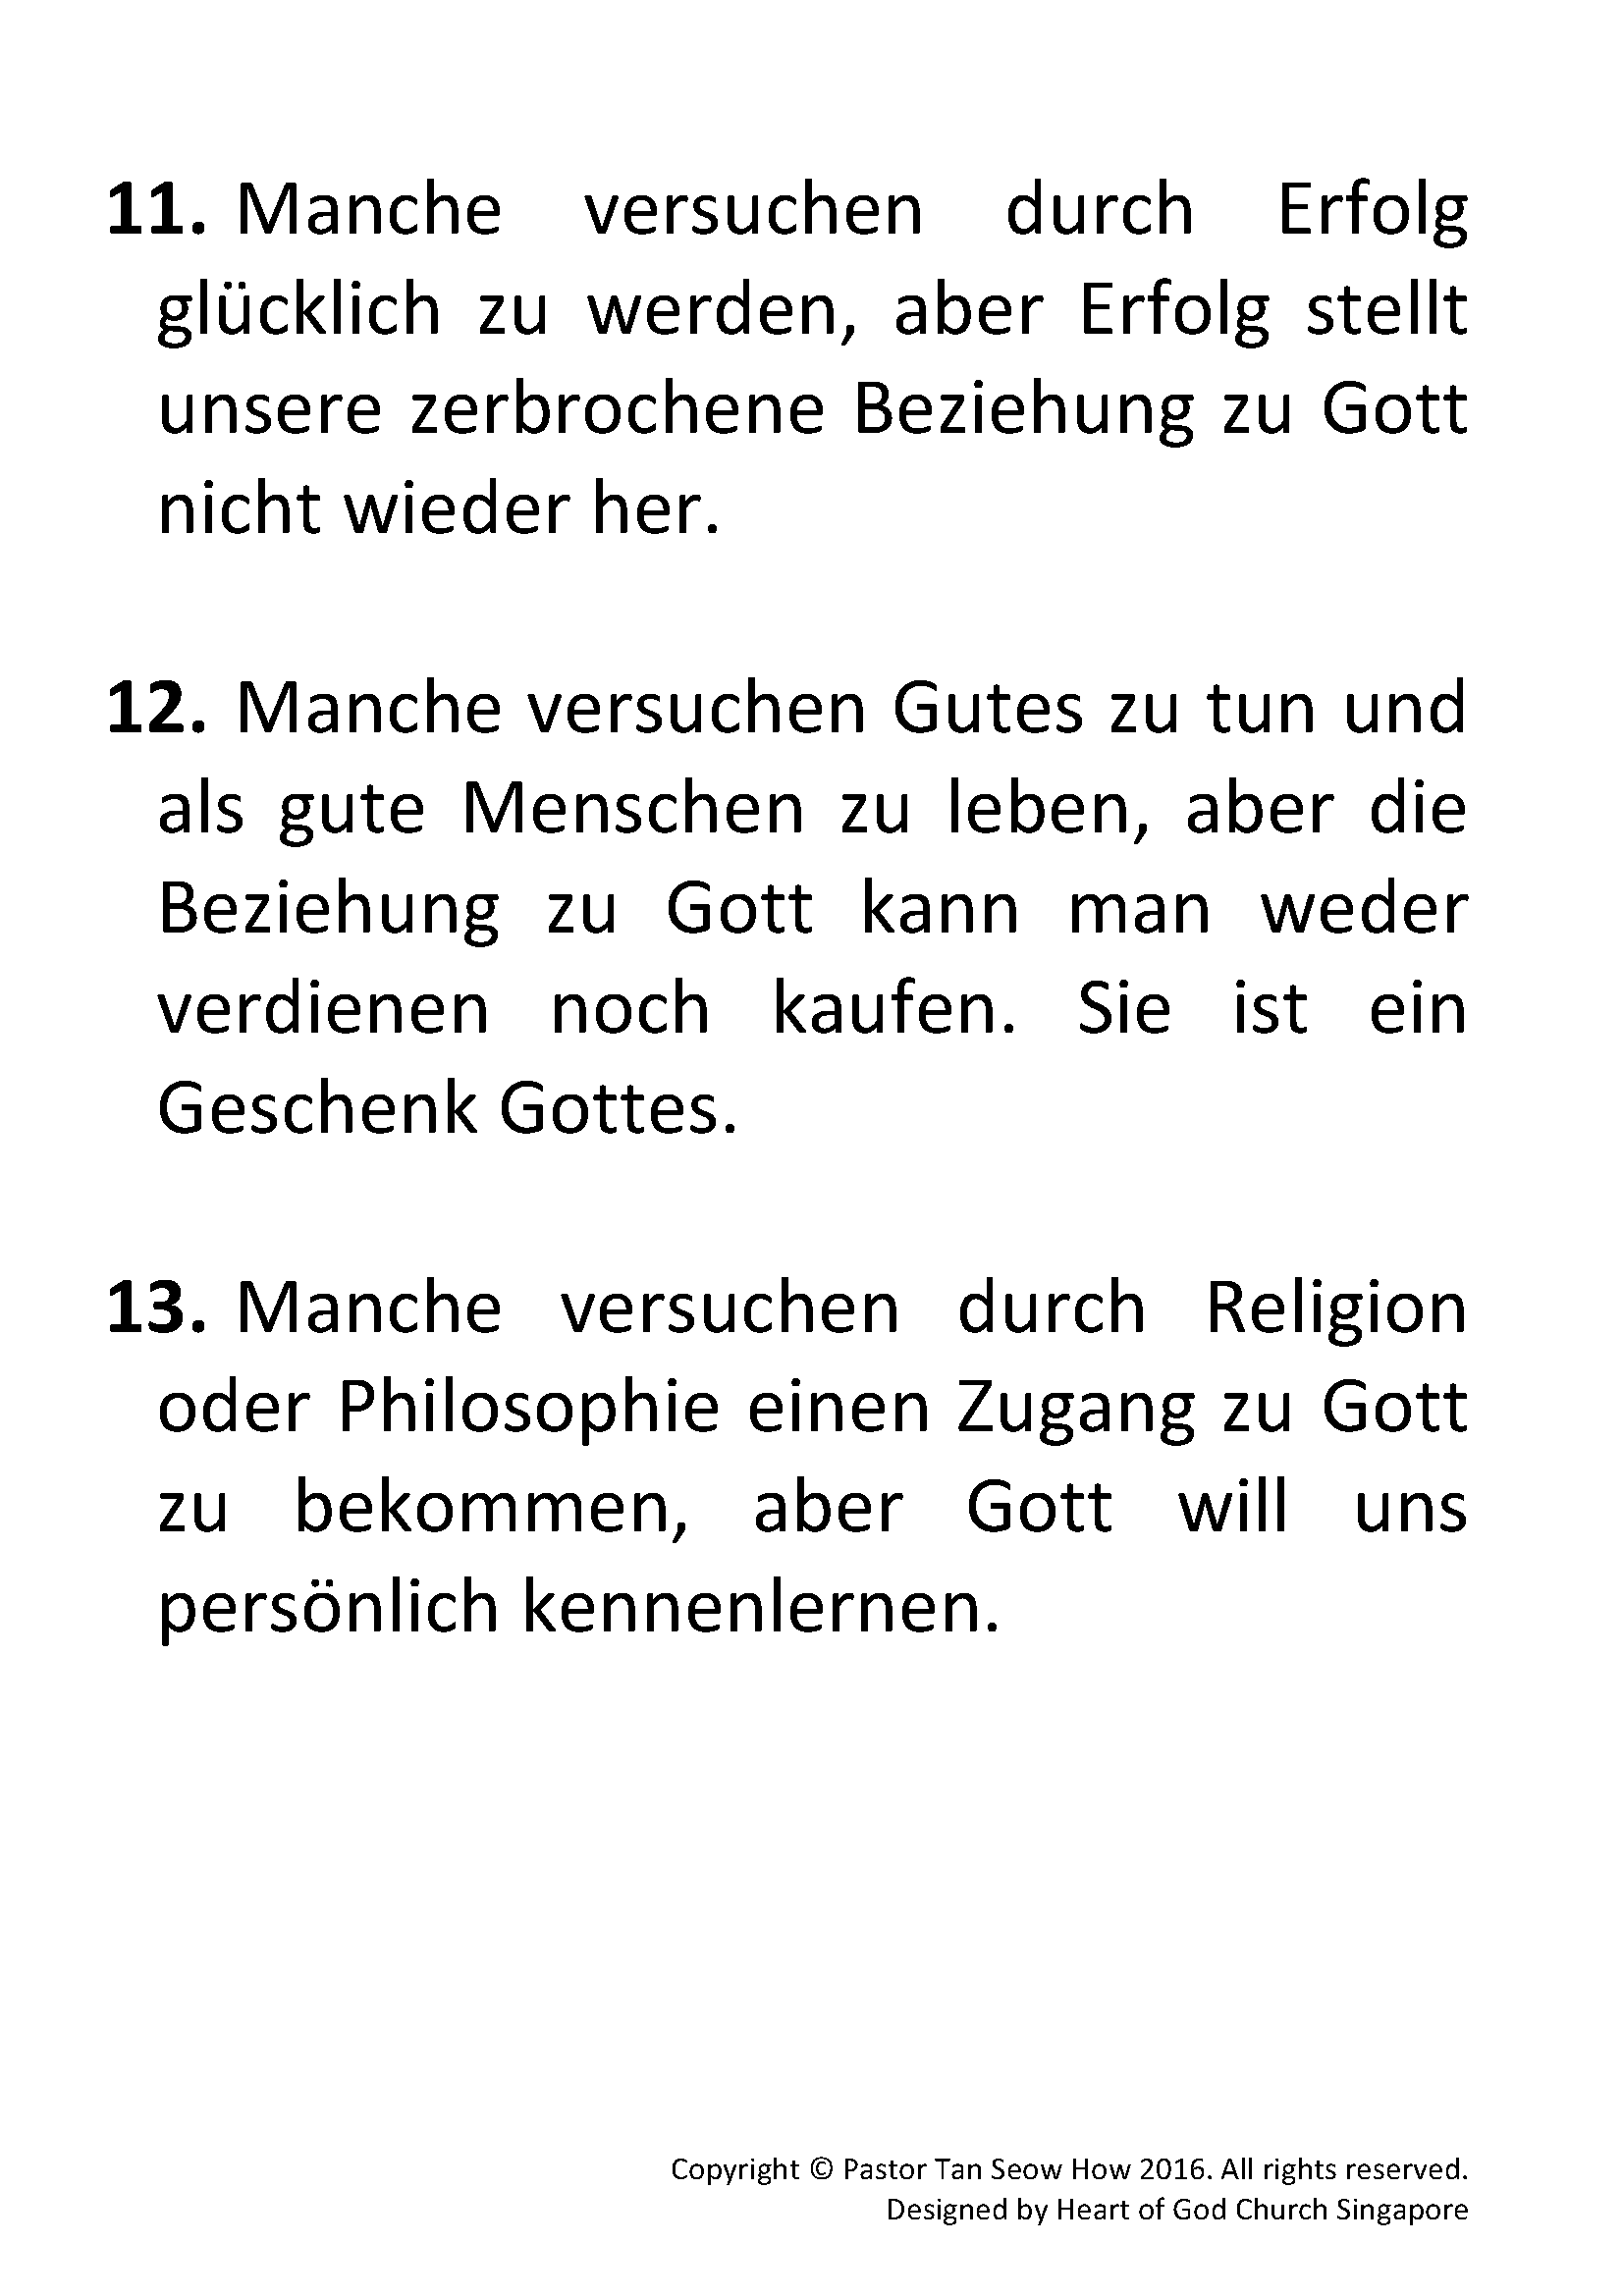 11. Manche versuchen durch Erfolg
glücklich zu werden, aber Erfolg stellt
unsere zerbrochene Beziehung zu Gott
nicht wieder her.
12. Manche versuchen Gutes zu tun und
als gute Menschen zu leben, aber die
Beziehung zu Gott kann man weder
verdienen noch kaufen. Sie ist ein
Geschenk Gottes.
13. Manche versuchen durch Religion
oder Philosophie einen Zugang zu Gott
zu bekommen, aber Gott will uns
persönlich kennenlernen.
Copyright © Pastor Tan Seow How 2016. All rights reserved.
Designed by Heart of God Church Singapore